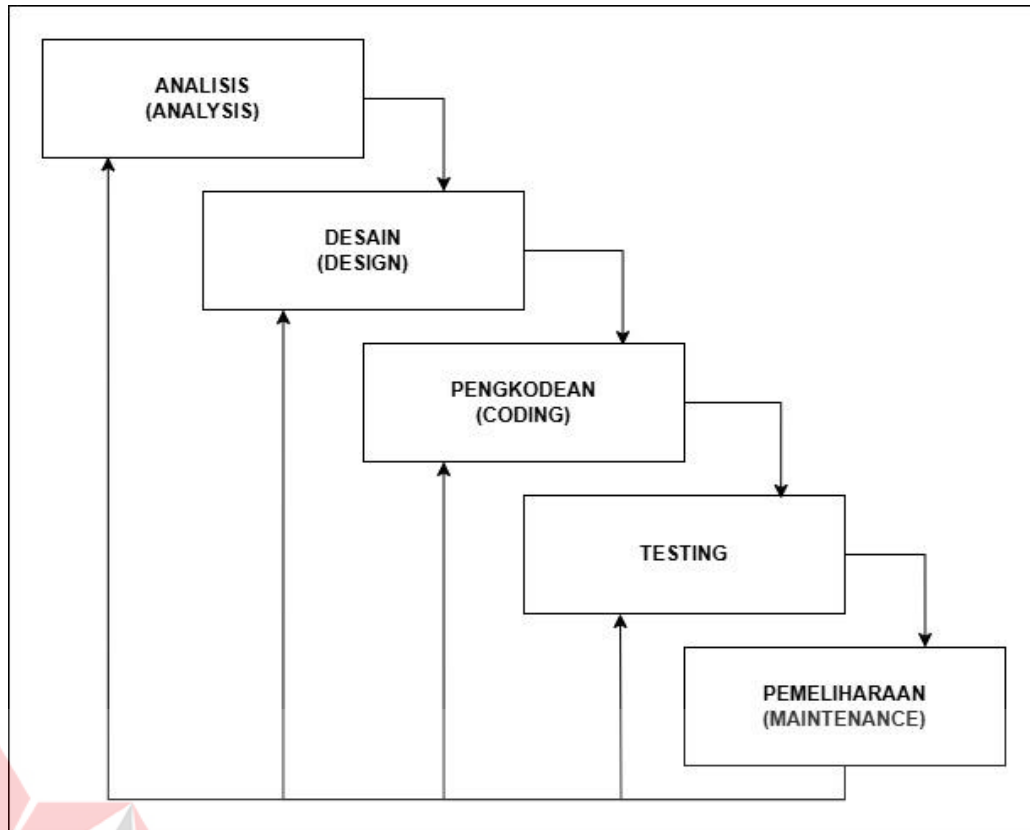 ANALISIS
(ANALYSIS)
DESAIN
(DESIGN)
PENGKODEAN
(CODING)
TESTING
PEMELIHARAAN
(MAINTENANCE)